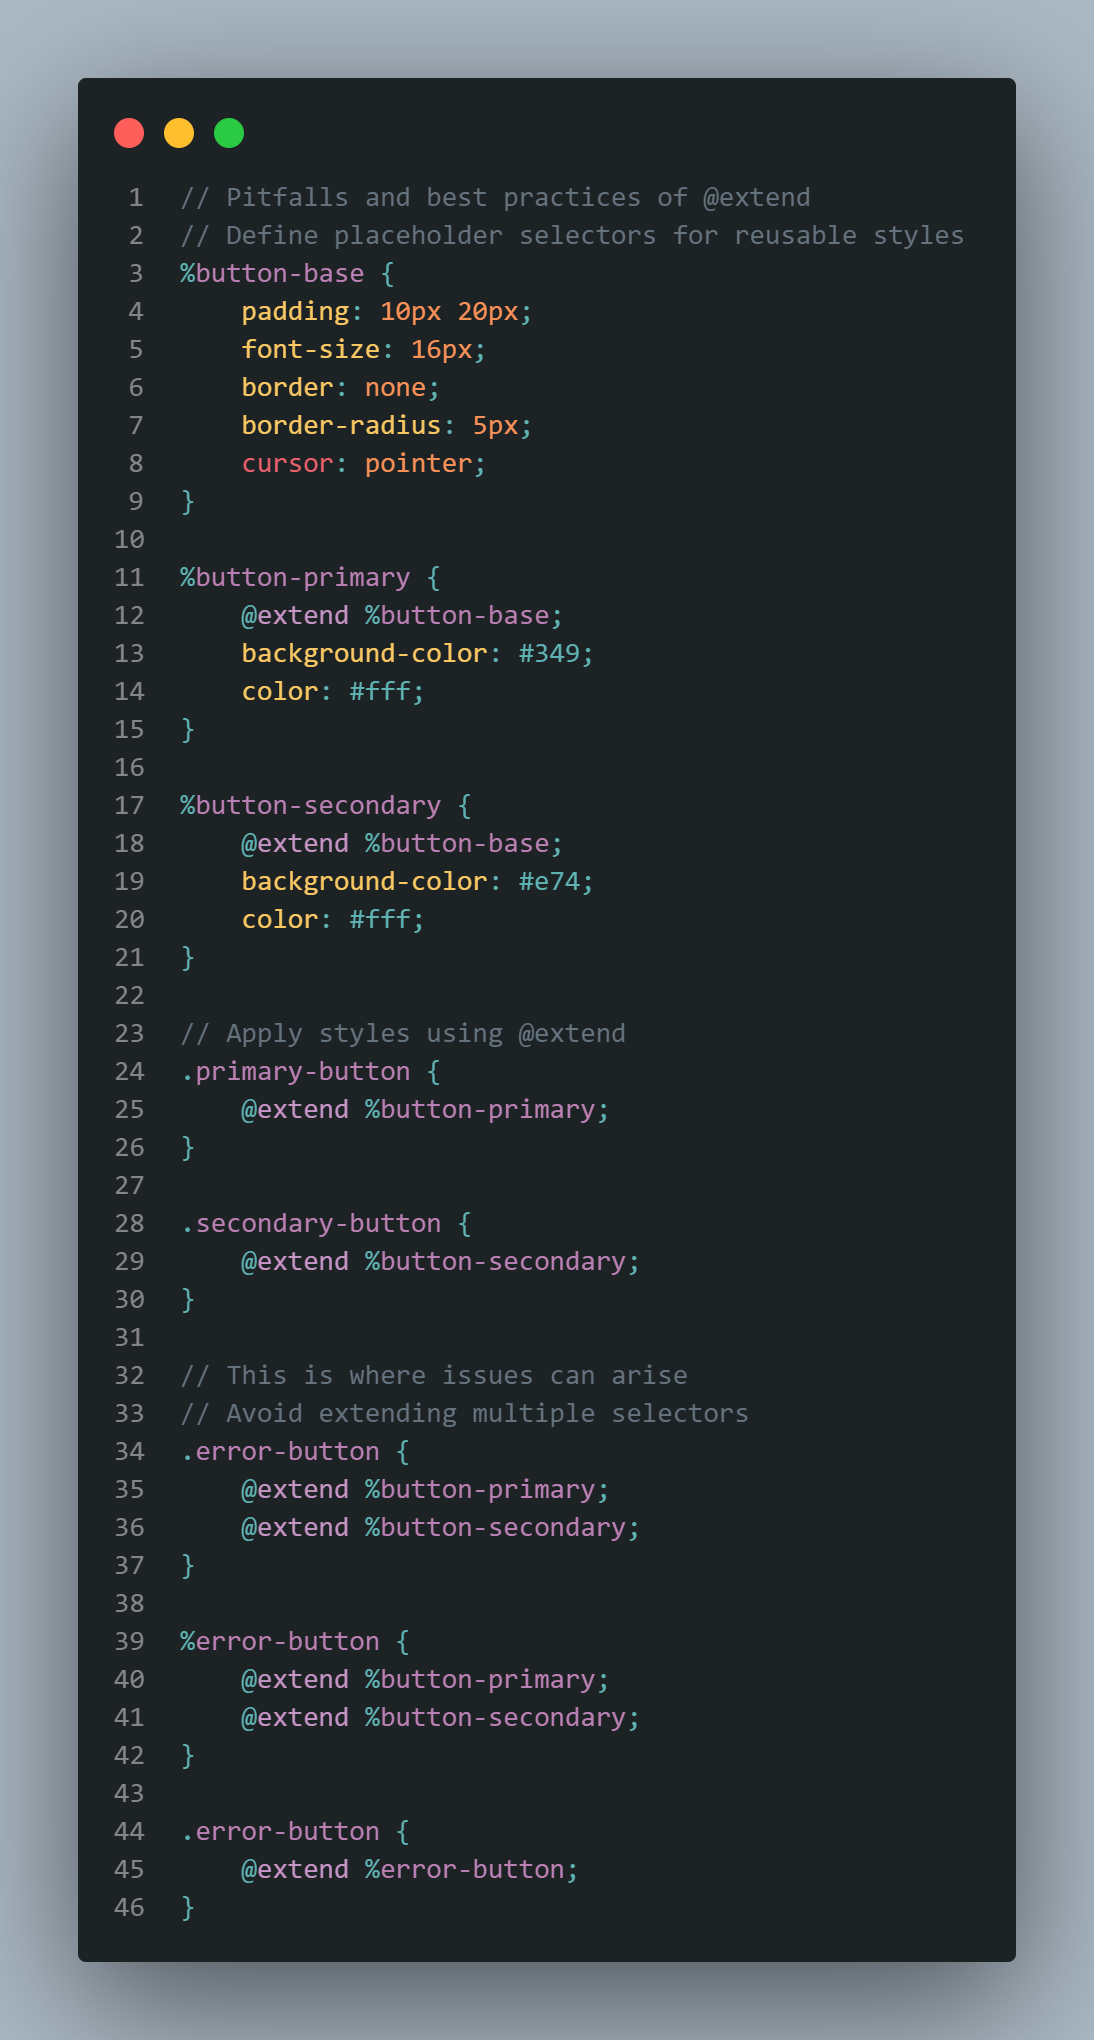 1 // Pitfalls and best practices of @extend
2 // Define placeholder selectors for reusable styles
3 %button-base {
4     padding: 10px 20px;
5     font-size: 16px;
6     border: none;
7     border-radius: 5px;
8     cursor: pointer;
9 }
10
11 %button-primary {
12     @extend %button-base;
13     background-color: #349;
14     color: #fff;
15 }
16
17 %button-secondary {
18     @extend %button-base;
19     background-color: #e74;
20     color: #fff;
21 }
22
23 // Apply styles using @extend
24 .primary-button {
25     @extend %button-primary;
26 }
27
28 .secondary-button {
29     @extend %button-secondary;
30 }
31
32 // This is where issues can arise
33 // Avoid extending multiple selectors
34 .error-button {
35     @extend %button-primary;
36     @extend %button-secondary;
37 }
38
39 %error-button {
40     @extend %button-primary;
41     @extend %button-secondary;
42 }
43
44 .error-button {
45     @extend %error-button;
46 }